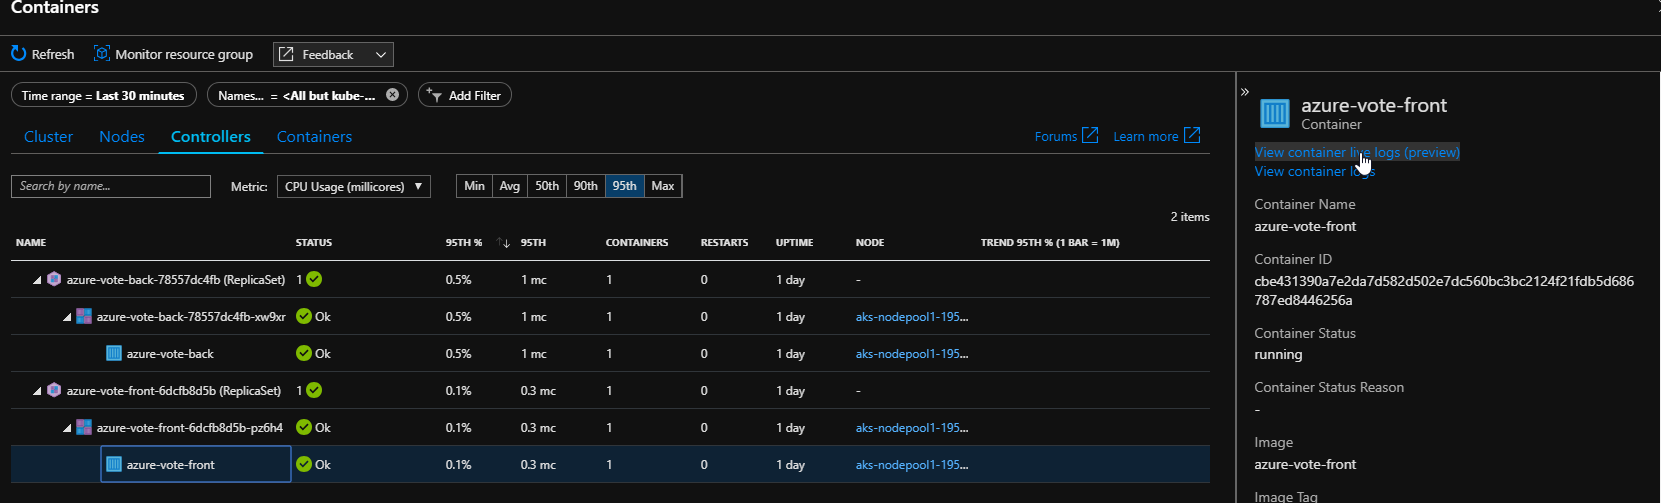 Containers
Refresh Monitor resource group Feedback
Time range = Last 30 minutes Names... = <All but kube-... Add Filter
Cluster Nodes Controllers Containers Forums Learn more
Search by name... Metric: CPU Usage (millicores) Min Avg 50th 90th 95th Max
2 items
NAME STATUS 95TH % 95TH CONTAINERS RESTARTS UPTIME NODE TREND 95TH % (1 BAR = 1M)
azure-vote-back-78557dc4fb (ReplicaSet) 1 0.5% 1 mc 1 0 1 day -
azure-vote-back-78557dc4fb-xw9xr Ok 0.5% 1 mc 1 0 1 day aks-nodepool1-195...
azure-vote-back Ok 0.5% 1 mc 1 0 1 day aks-nodepool1-195...
azure-vote-front-6dcfb8d5b (ReplicaSet) 1 0.1% 0.3 mc 1 0 1 day -
azure-vote-front-6dcfb8d5b-pz6h4 Ok 0.1% 0.3 mc 1 0 1 day aks-nodepool1-195...
azure-vote-front Ok 0.1% 0.3 mc 1 0 1 day aks-nodepool1-195...
azure-vote-front
Container
View container live logs (preview)
View container logs
Container Name
azure-vote-front
Container ID
cbe431390a7e2da7d582d502e7dc560bc3bc2124f21fdb5d686
787ed8446256a
Container Status
running
Container Status Reason
-
Image
azure-vote-front
Image Tag